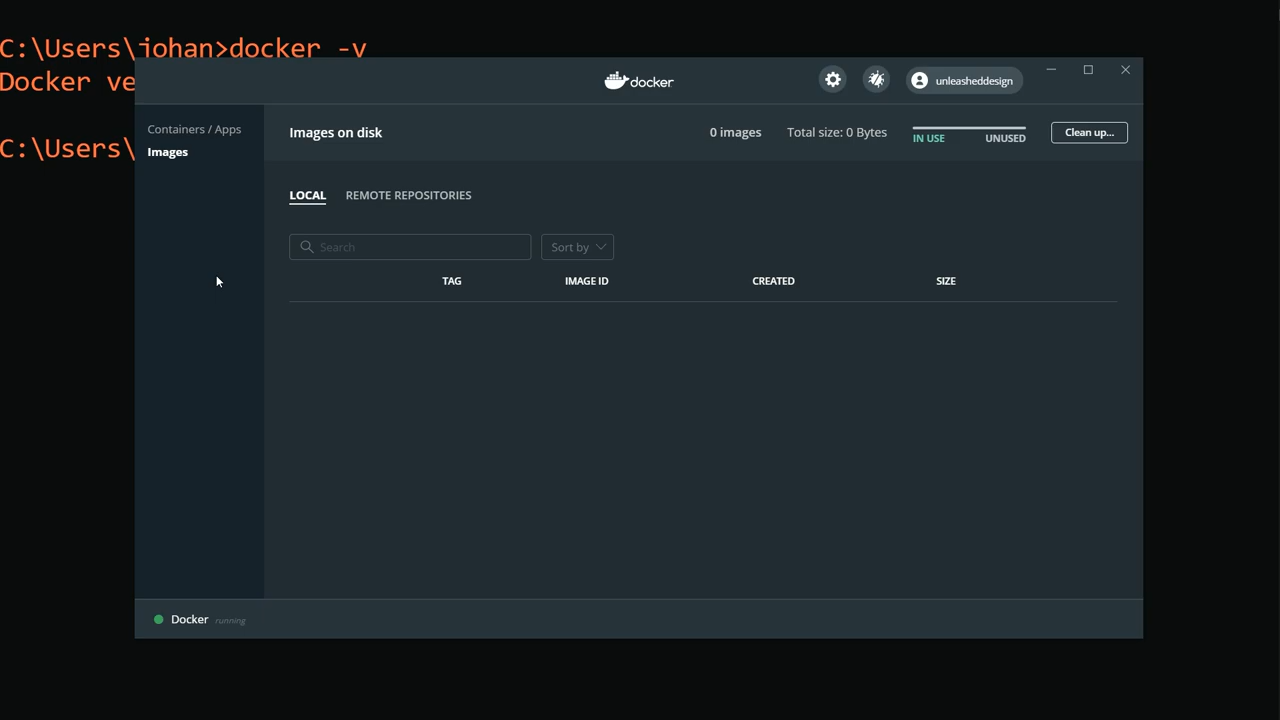 C:\Users\johan>docker -v
Docker ve
C:\Users\
docker
unleasheddesign
Containers / Apps
Images
Images on disk
0 images
Total size: 0 Bytes
IN USE
UNUSED
Clean up...
LOCAL
REMOTE REPOSITORIES
Search
Sort by
TAG
IMAGE ID
CREATED
SIZE
Docker running